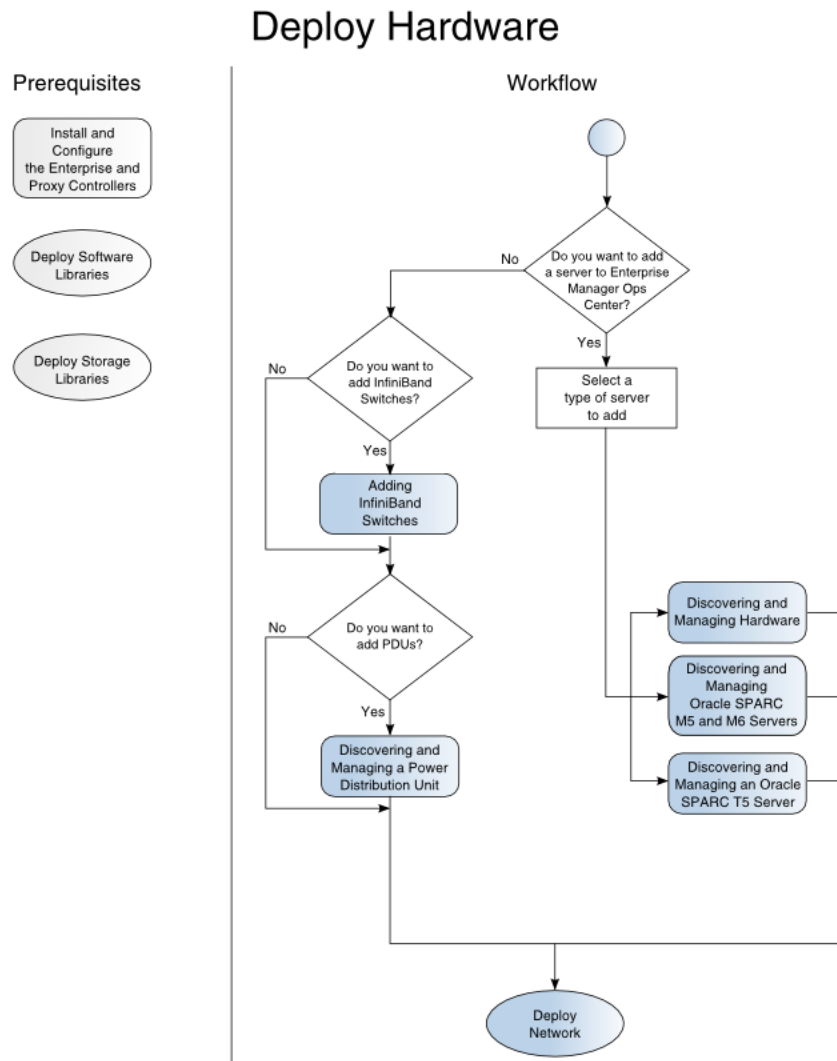 Deploy Hardware
Prerequisites
Install and
Configure
the Enterprise and
Proxy Controllers
Deploy Software
Libraries
Deploy Storage
Libraries
Workflow
Do you want to add
a server to Enterprise
Manager Ops
Center?
No
Yes
Select a
type of server
to add
Do you want to
add InfiniBand
Switches?
No
Yes
Adding
InfiniBand
Switches
Do you want to
add PDUs?
No
Yes
Discovering and
Managing a Power
Distribution Unit
Discovering and
Managing Hardware
Discovering and
Managing
Oracle SPARC
M5 and M6 Servers
Discovering and
Managing an Oracle
SPARC T5 Server
Deploy
Network